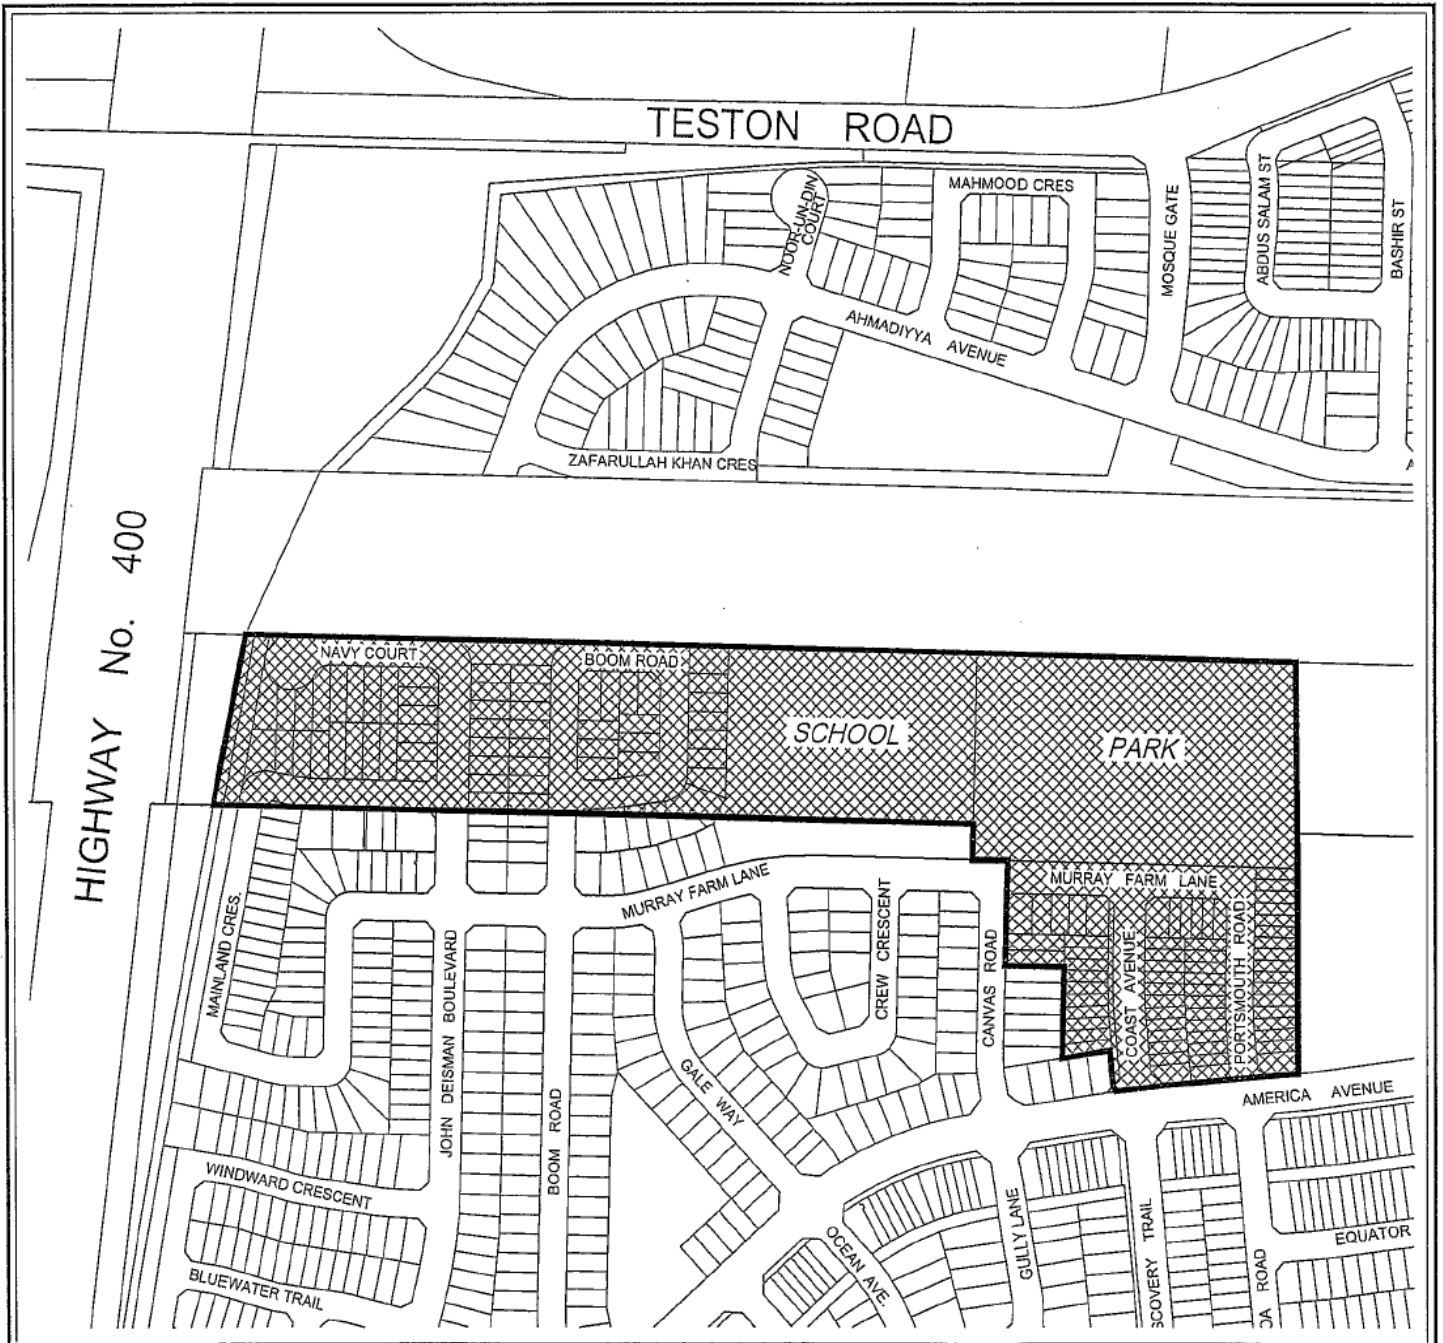 TESTON ROAD
MAHMOOD CRES
NOOR-UN-DIN
COURT
MOSQUE GATE
ABDUS SALAM ST
BASHIR ST
AHMADIYYA AVENUE
ZAFARULLAH KHAN CRES
A
HIGHWAY No. 400
NAVY COURT
BOOM ROAD
SCHOOL
PARK
MURRAY FARM LANE
MURRAY FARM LANE
MAINLAND CRES.
JOHN DEISMAN BOULEVARD
CREW CRESCENT
CANVAS ROAD
COAST AVENUE
PORTSMOUTH ROAD
GALE WAY
BOOM ROAD
AMERICA AVENUE
WINDWARD CRESCENT
BLUEWATER TRAIL
OCEAN AVE.
GULLY LANE
SCOVERY TRAIL
DA ROAD
EQUATOR